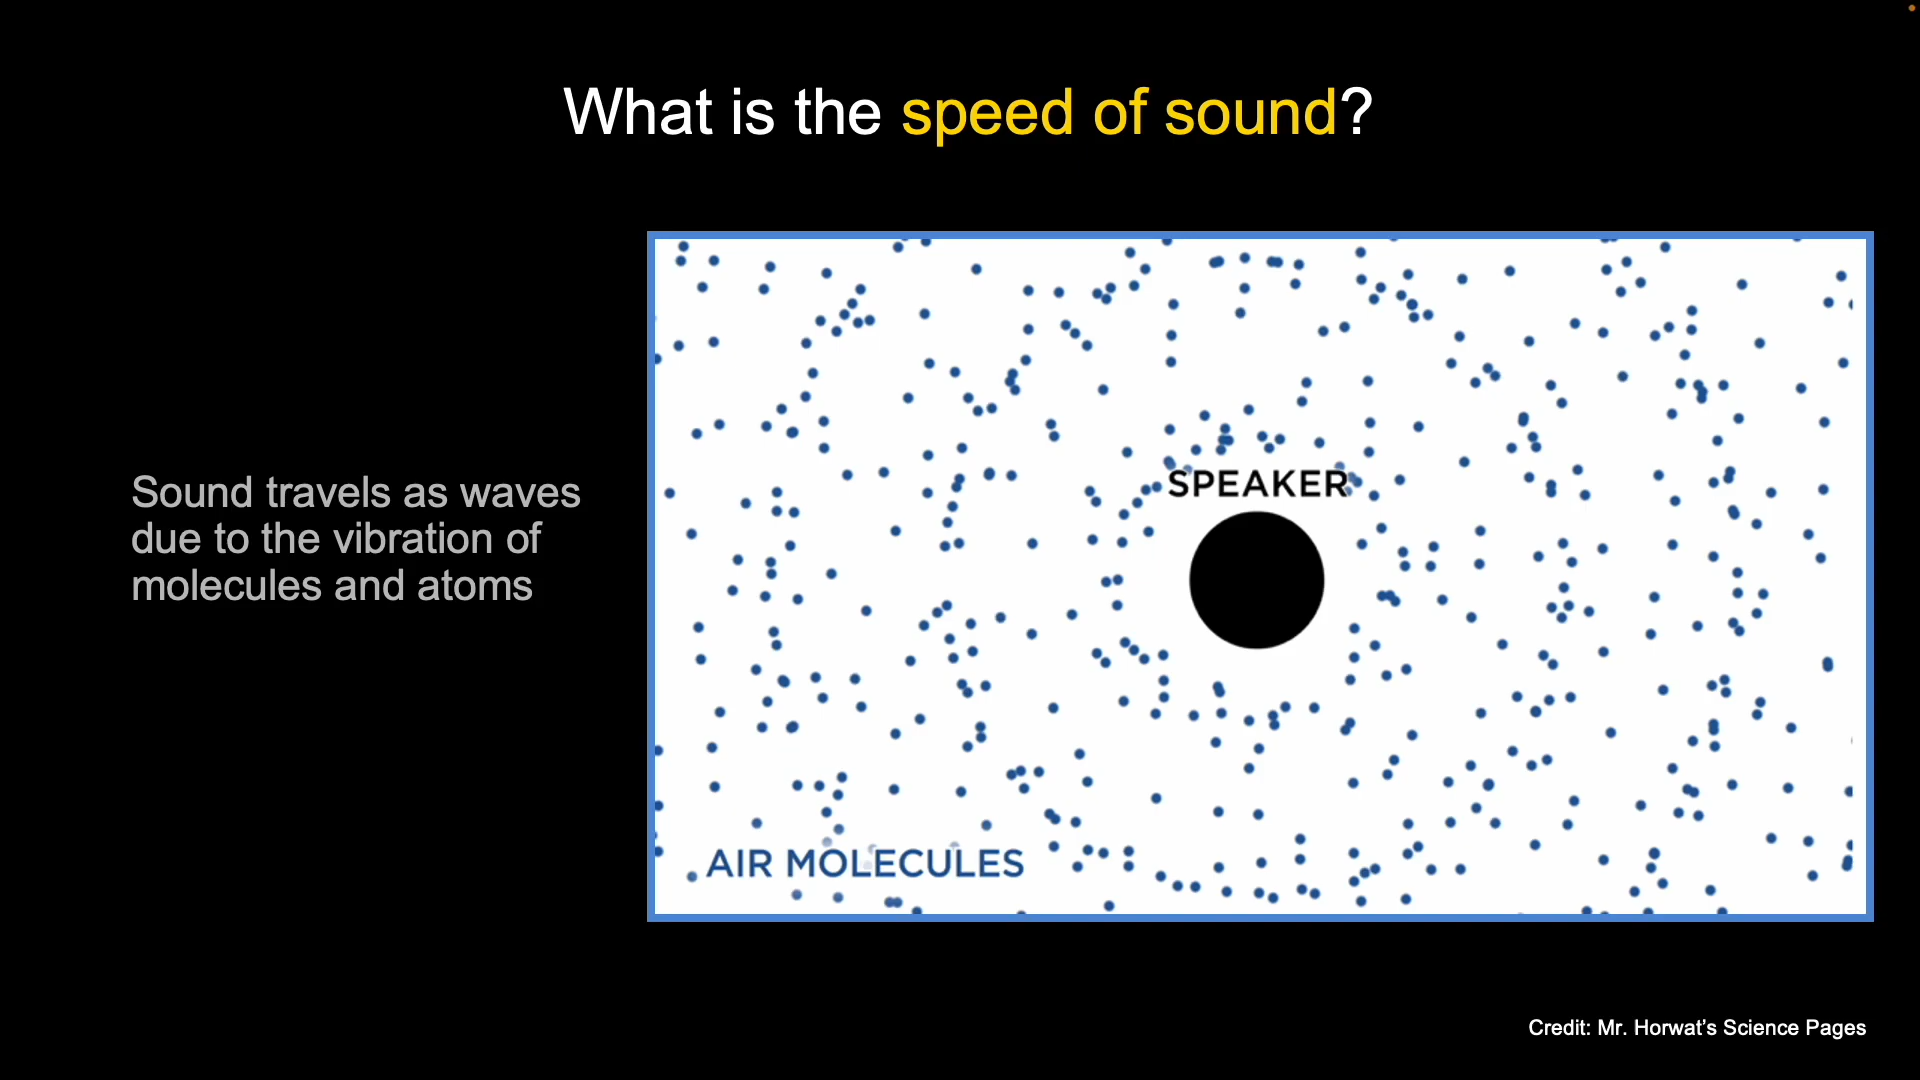 What is the speed of sound?
Sound travels as waves
due to the vibration of
molecules and atoms
SPEAKER
AIR MOLECULES
Credit: Mr. Horwat’s Science Pages